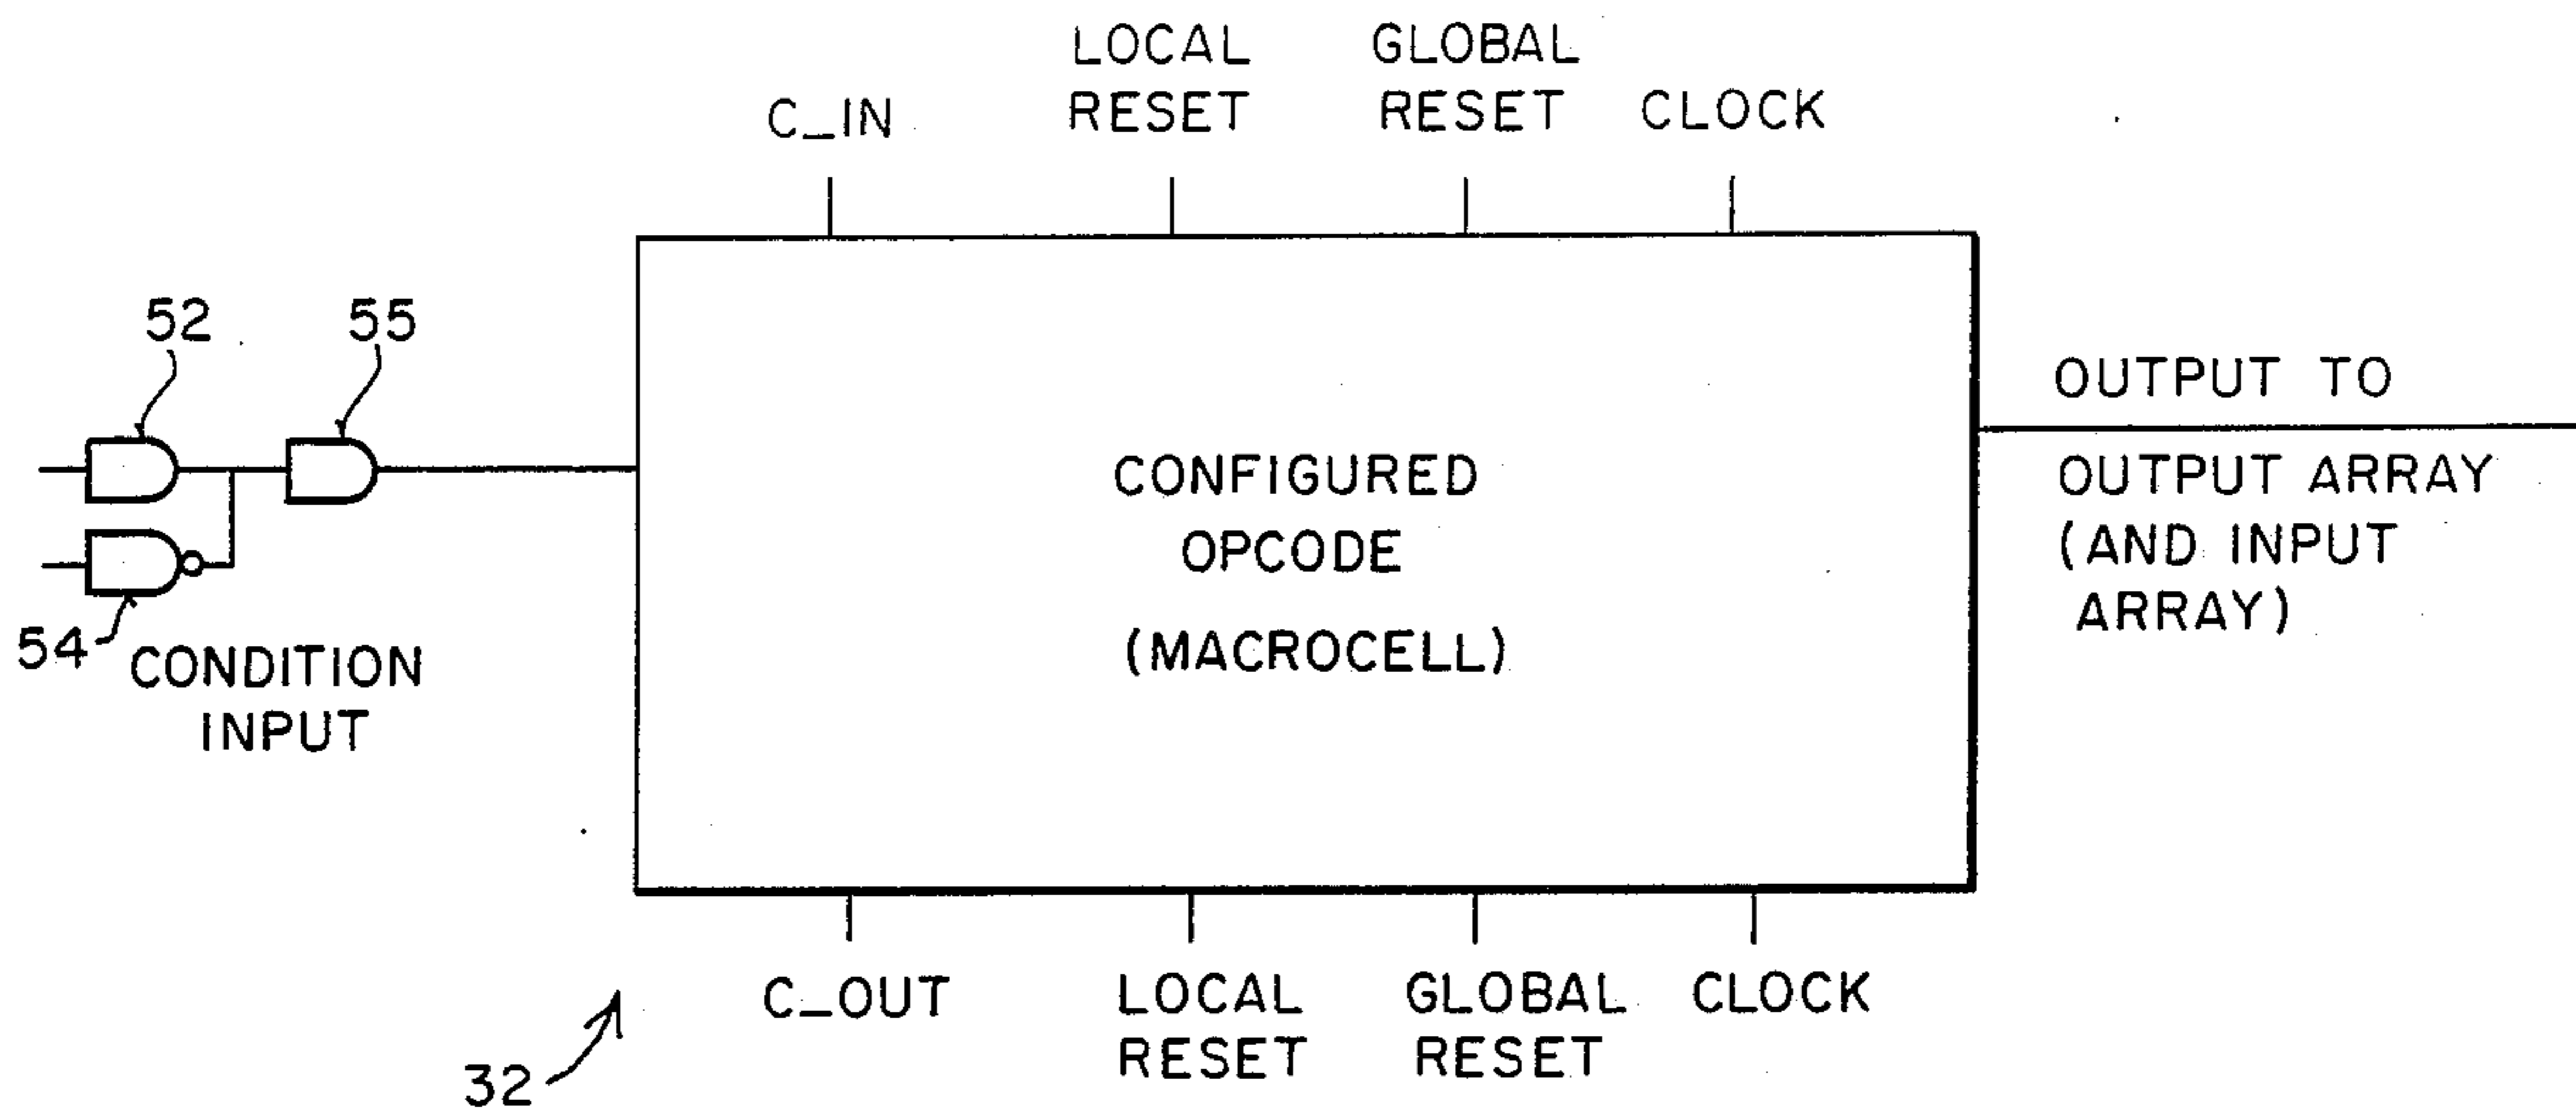 LOCAL
RESET
GLOBAL
RESET
C_IN
CLOCK
52
55
54
CONDITION
INPUT
CONFIGURED
OPCODE
(MACROCELL)
OUTPUT TO
OUTPUT ARRAY
(AND INPUT
ARRAY)
C_OUT
LOCAL
RESET
GLOBAL
RESET
CLOCK
32